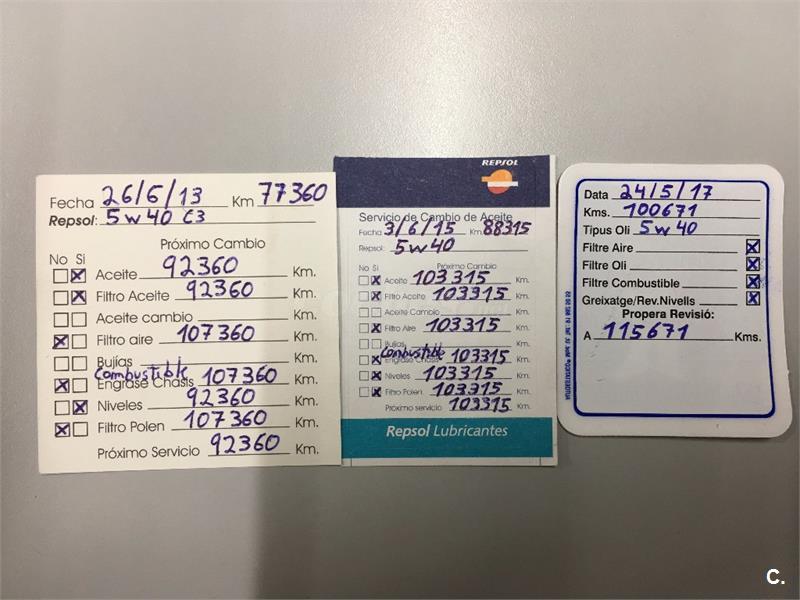 Fecha 26/6/13 Km 77360
Repsol: 5w40 C3
Próximo Cambio
No Si
Aceite 92360 Km.
Filtro Aceite 92360 Km.
Aceite cambio Km.
Filtro aire 107360 Km.
Bujías Km.
Combustible
Engrase Chasis 107360 Km.
Niveles 92360 Km.
Filtro Polen 107360 Km.
Próximo Servicio 92360 Km.
REPSOL
Servicio de Cambio de Aceite
Fecha 3/6/15 Km. 88315
Repsol: 5w40
Próximo Cambio
No Si
Aceite 103315 Km.
Filtro Aceite 103315 Km.
Aceite Cambio Km.
Filtro Aire 103315 Km.
Bujías Km.
Combustible
Engrase Chasis 103315 Km.
Niveles 103315 Km.
Filtro Polen 103315 Km.
Próximo servicio 103315 Km.
Repsol Lubricantes
Data 24/5/17
Kms. 100671
Tipus Oli 5w40
Filtre Aire
Filtre Oli
Filtre Combustible
Greixatge/Rev.Nivells
Propera Revisió:
A 115671 Kms.
C.